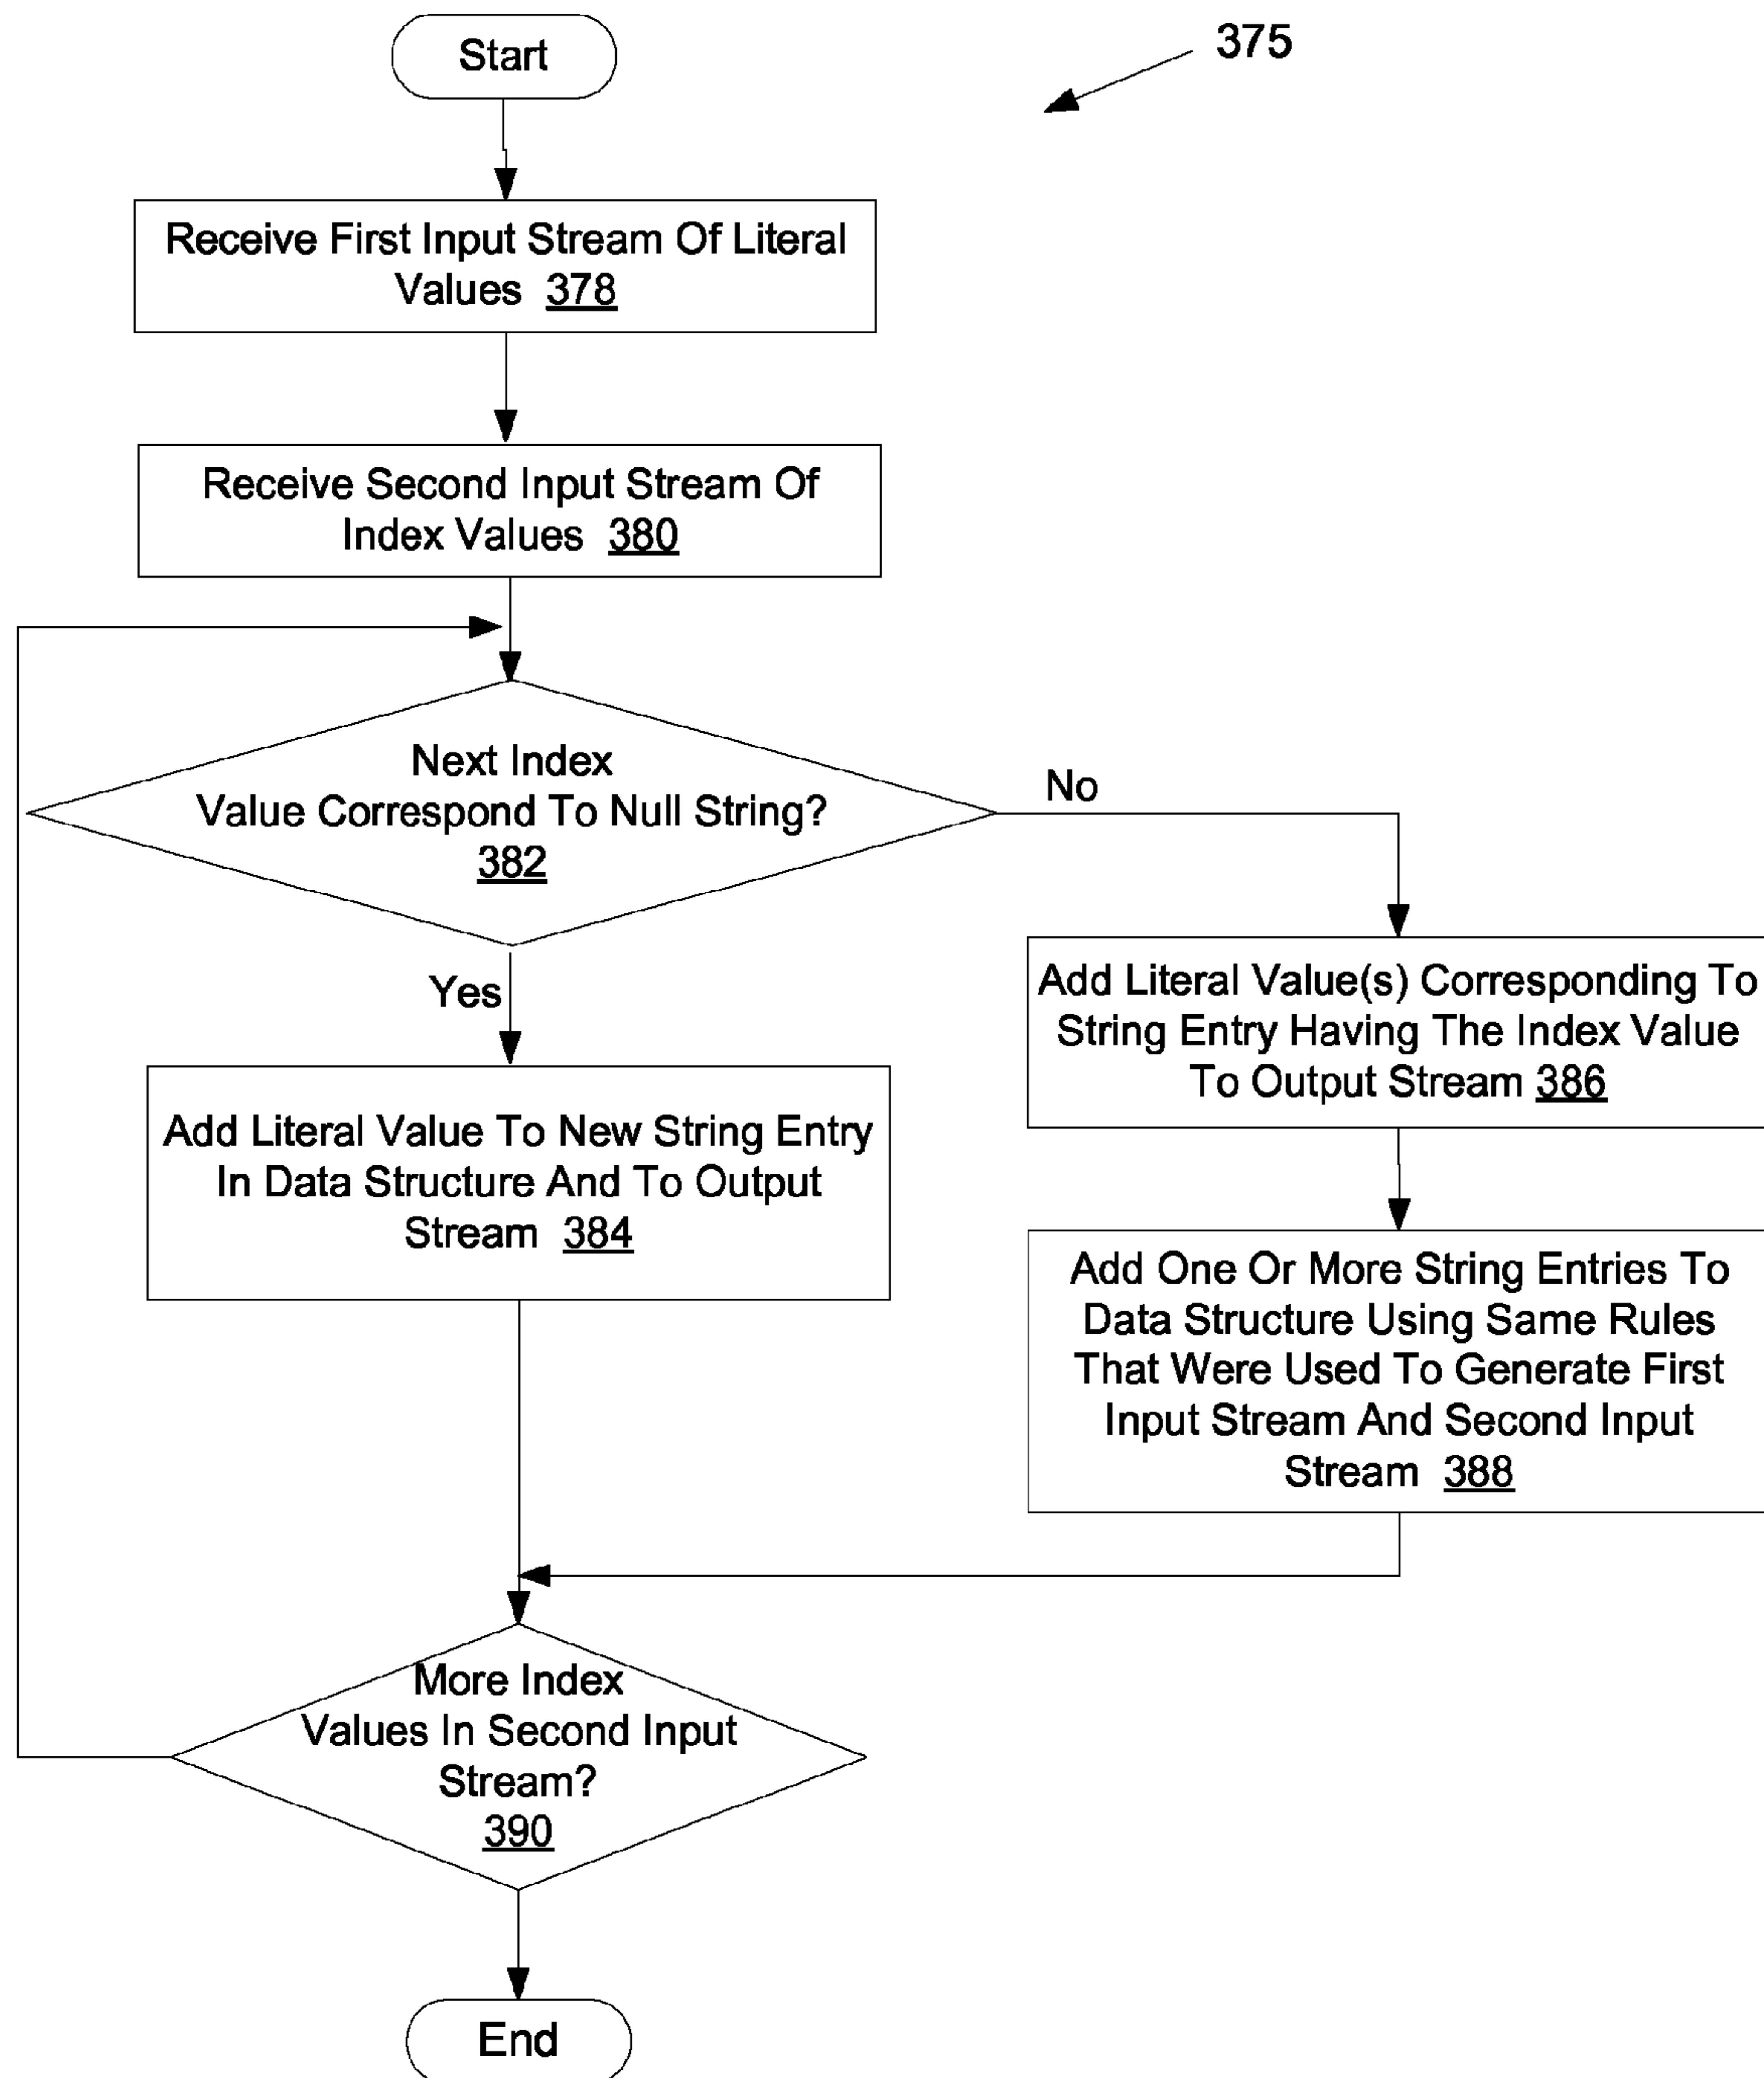 Start
375
Receive First Input Stream Of Literal
Values 378
Receive Second Input Stream Of
Index Values 380
Next Index
Value Correspond To Null String?
382
No
Yes
Add Literal Value(s) Corresponding To
String Entry Having The Index Value
To Output Stream 386
Add Literal Value To New String Entry
In Data Structure And To Output
Stream 384
Add One Or More String Entries To
Data Structure Using Same Rules
That Were Used To Generate First
Input Stream And Second Input
Stream 388
More Index
Values In Second Input
Stream?
390
End